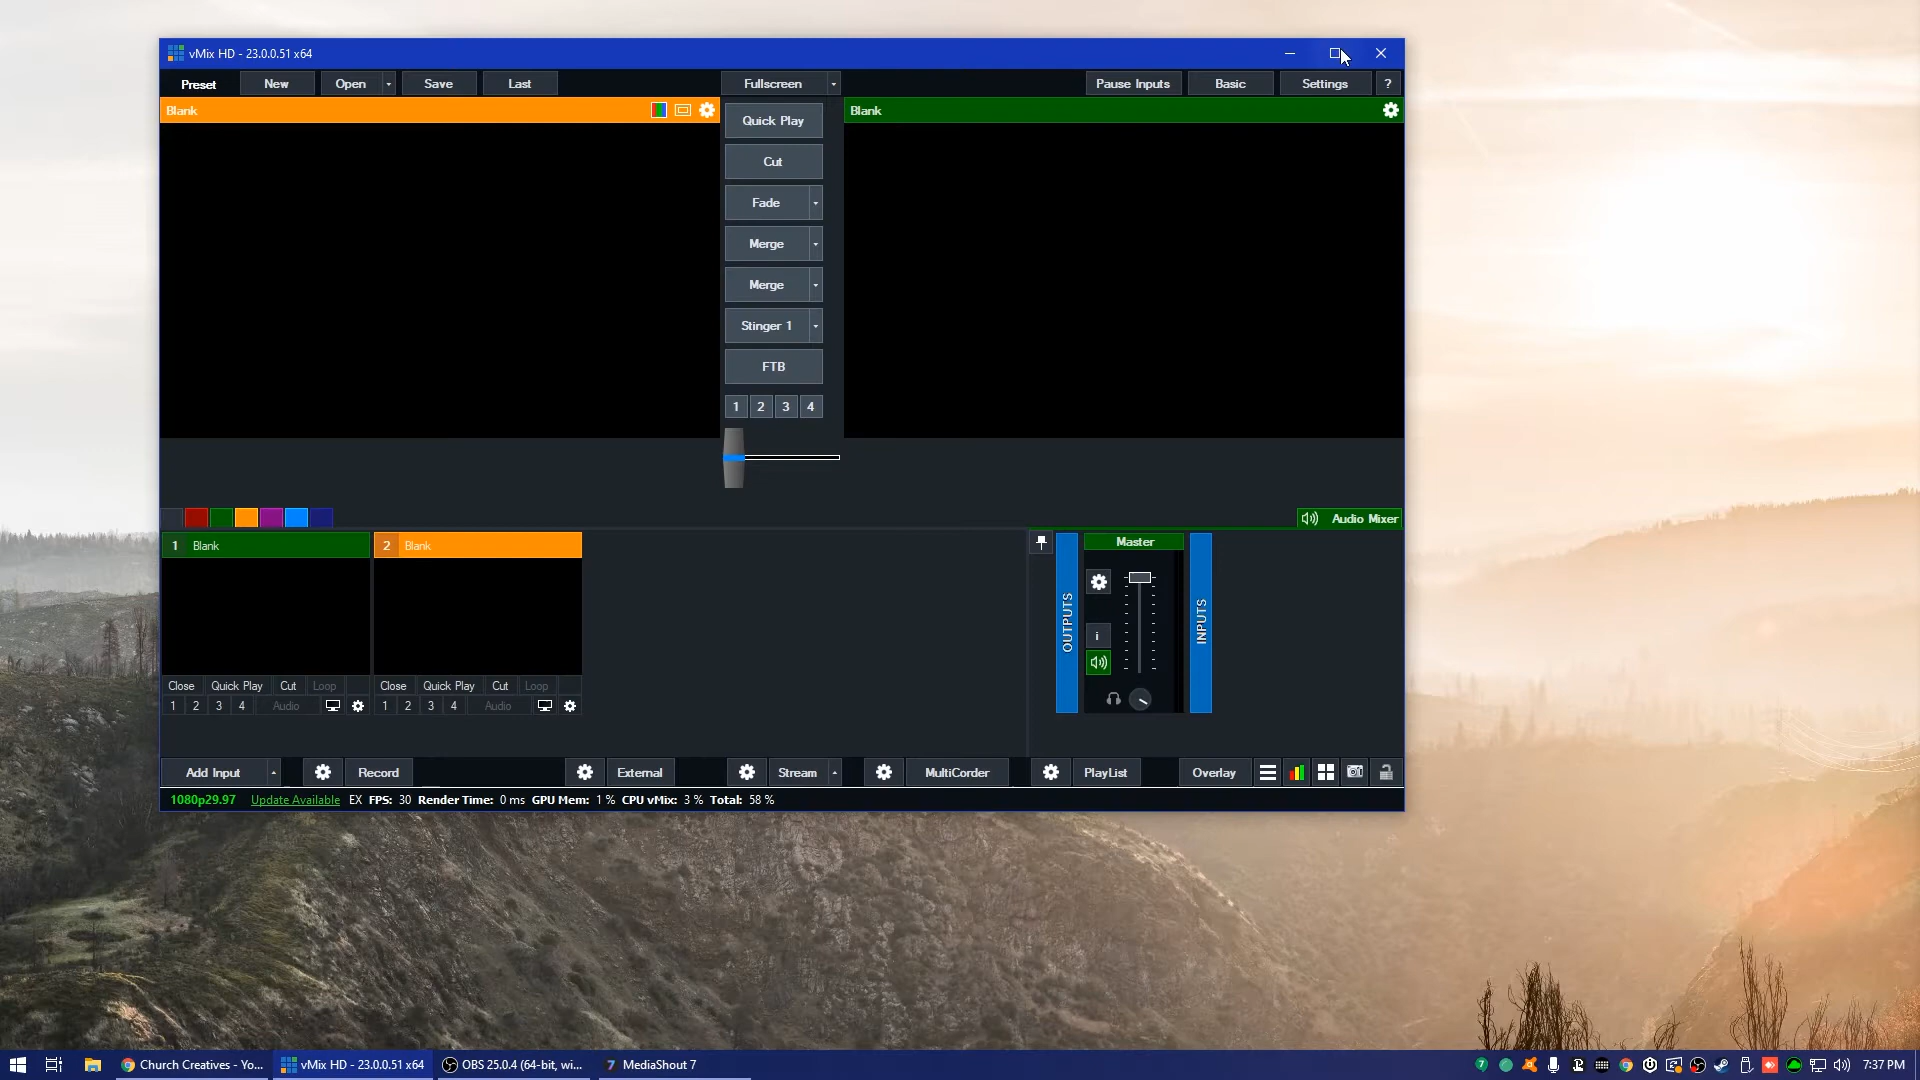 vMix HD - 23.0.0.51 x64
Preset New Open Save Last Fullscreen Pause Inputs Basic Settings ?
Blank Blank
Quick Play
Cut
Fade
Merge
Merge
Stinger 1
FTB
1 2 3 4
Audio Mixer
1 Blank 2 Blank
Master
OUTPUTS
INPUTS
i
Close Quick Play Cut Loop Close Quick Play Cut Loop
1 2 3 4 Audio 1 2 3 4 Audio
Add Input Record External Stream MultiCorder PlayList Overlay
1080p29.97 Update Available EX FPS: 30 Render Time: 0 ms GPU Mem: 1 % CPU vMix: 3 % Total: 58 %
Church Creatives - Yo... vMix HD - 23.0.0.51 x64 OBS 25.0.4 (64-bit, wi... 7 MediaShout 7 7:37 PM